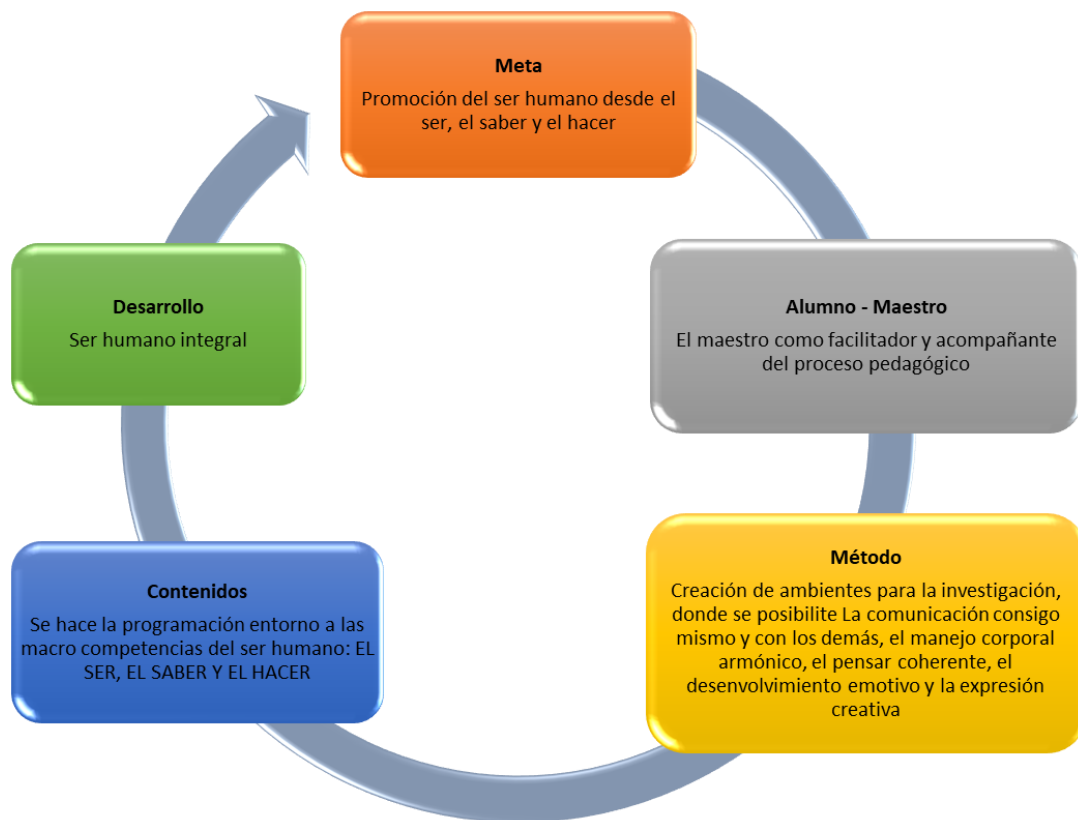 Meta
Promoción del ser humano desde el
ser, el saber y el hacer
Alumno - Maestro
El maestro como facilitador y acompañante
del proceso pedagógico
Método
Creación de ambientes para la investigación,
donde se posibilite La comunicación consigo
mismo y con los demás, el manejo corporal
armónico, el pensar coherente, el
desenvolvimiento emotivo y la expresión
creativa
Contenidos
Se hace la programación entorno a las
macro competencias del ser humano: EL
SER, EL SABER Y EL HACER
Desarrollo
Ser humano integral